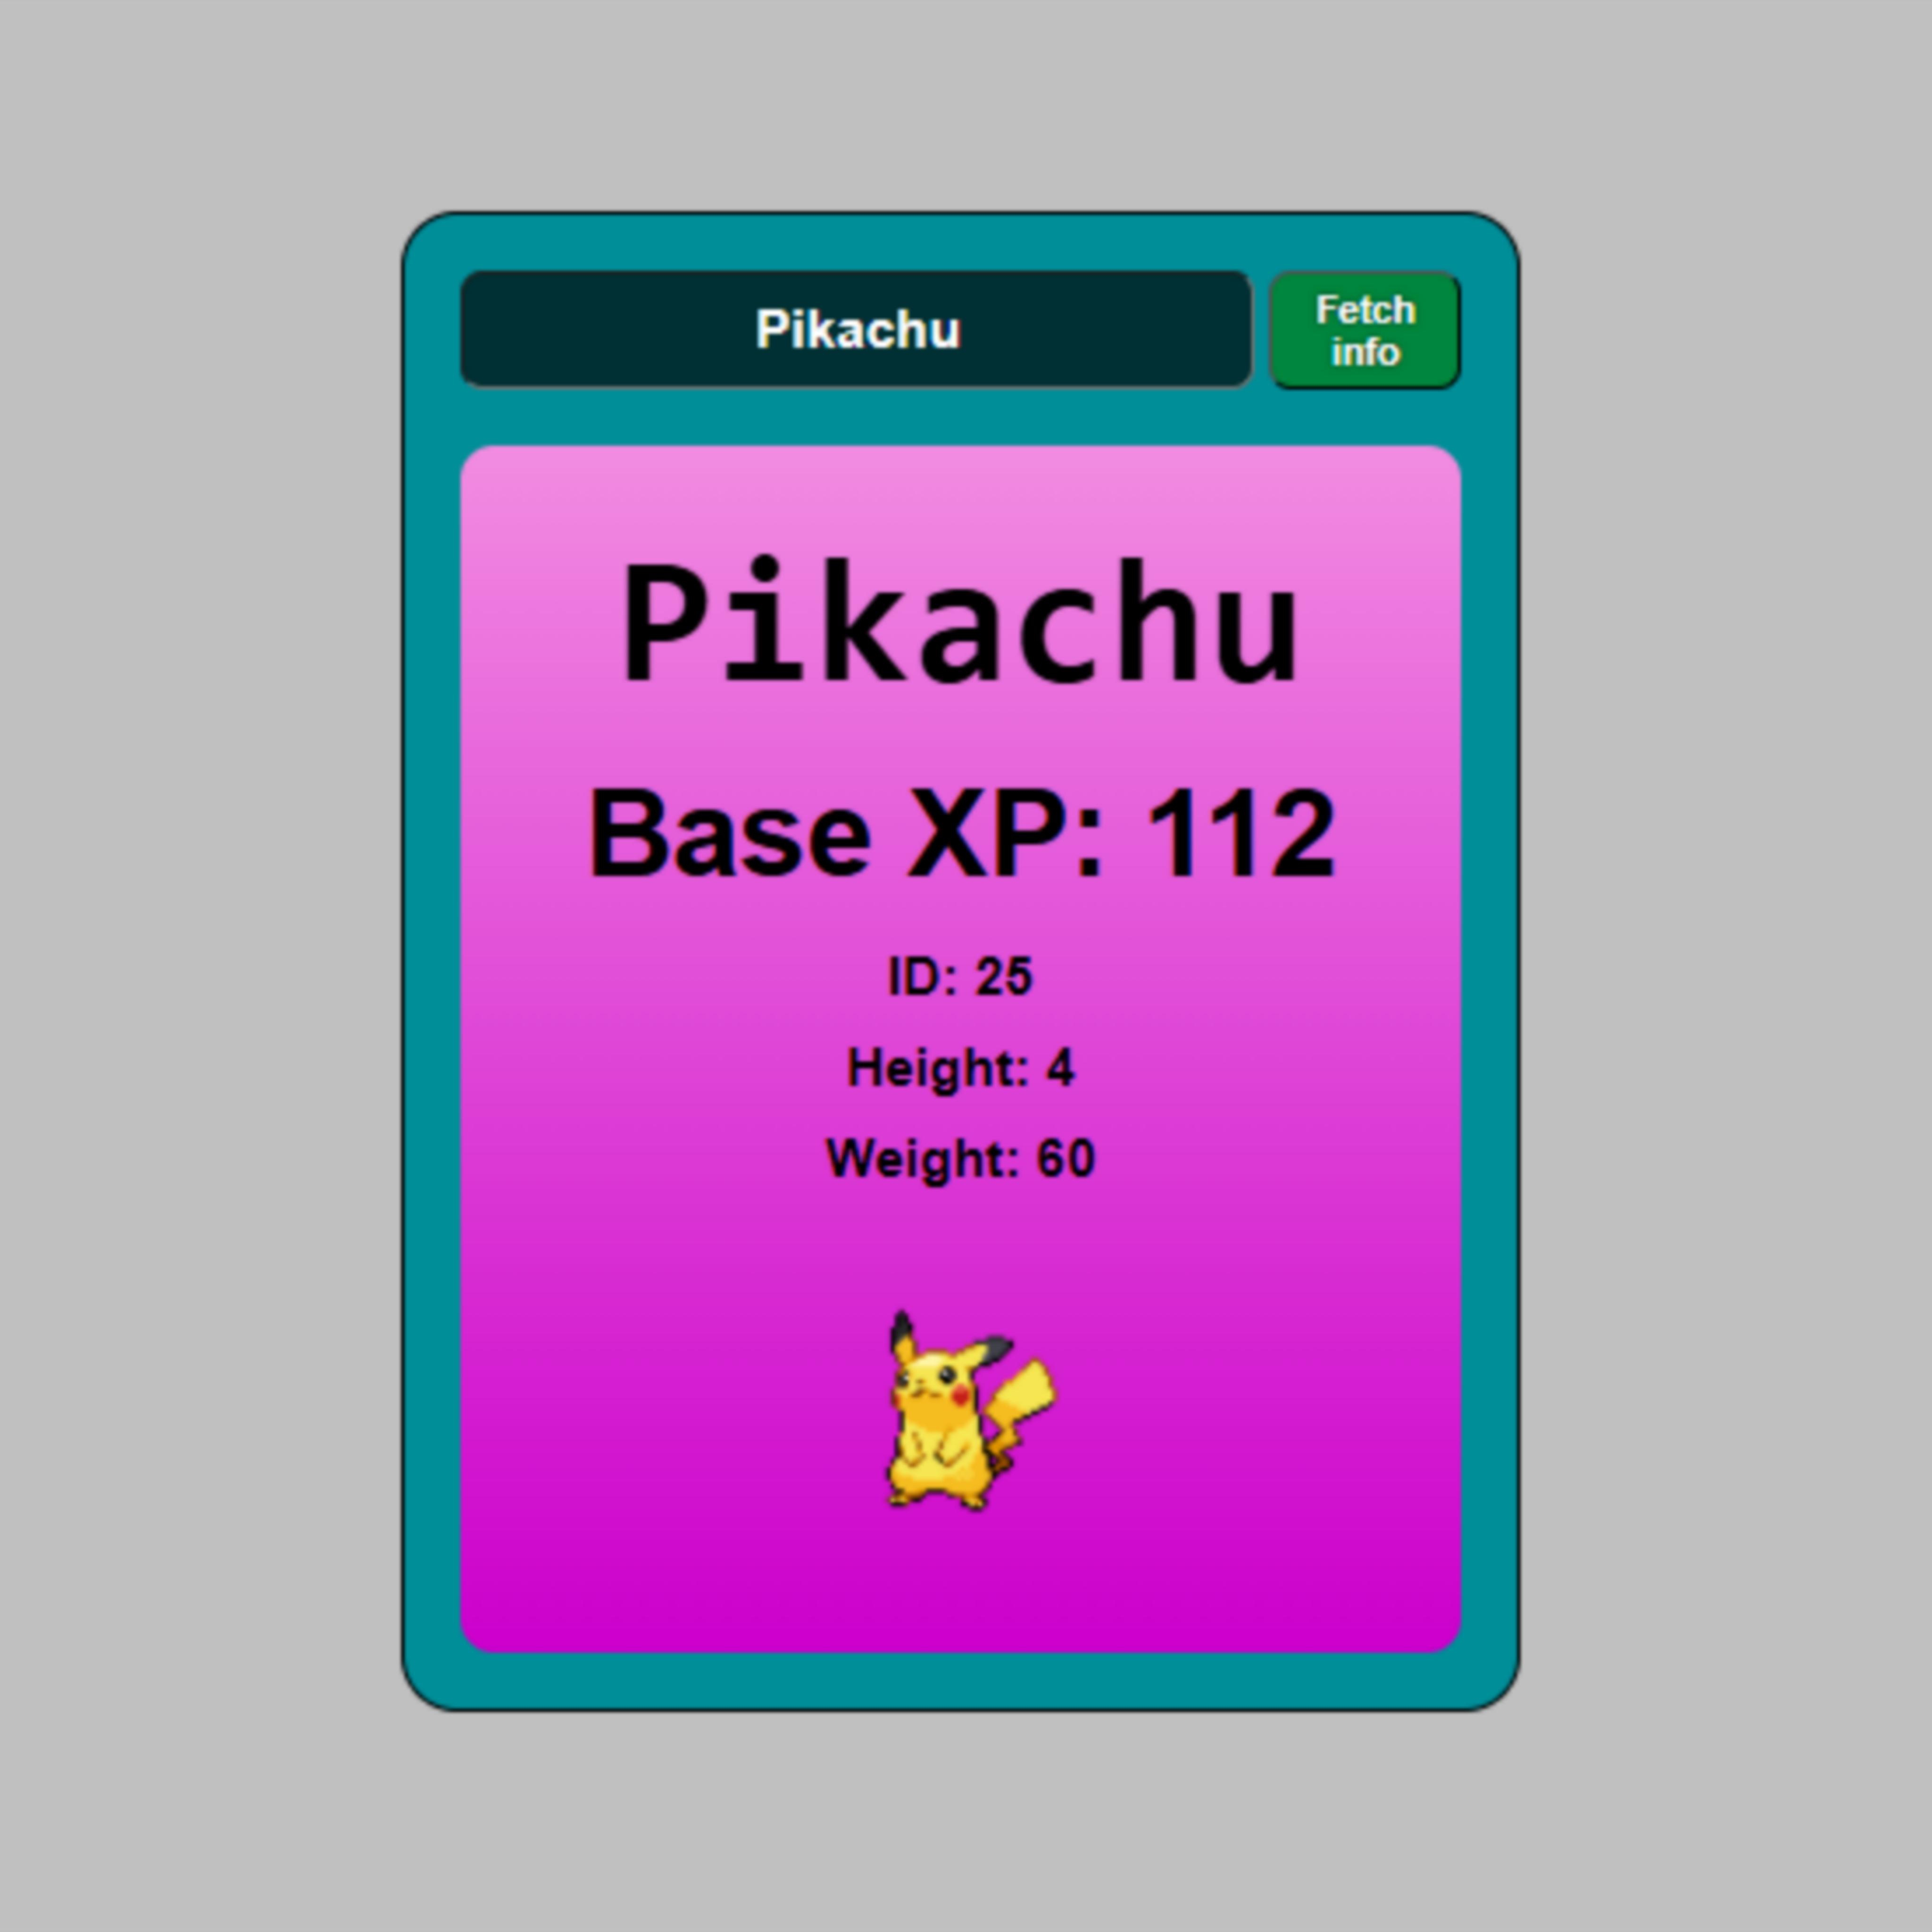 Pikachu
Fetch
info
Pikachu
Base XP: 112
ID: 25
Height: 4
Weight: 60